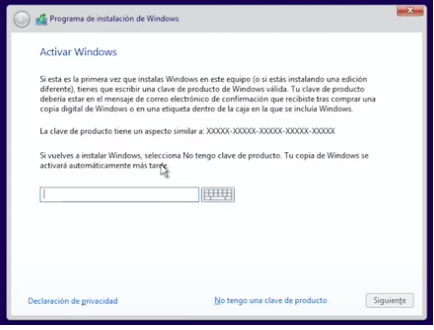 Programa de instalación de Windows
Activar Windows
Si esta es la primera vez que instalas Windows en este equipo (o si estás instalando una edición
diferente), tienes que escribir una clave de producto de Windows válida. Tu clave de producto
debería estar en el mensaje de correo electrónico de confirmación que recibiste tras comprar una
copia digital de Windows o en una etiqueta dentro de la caja en la que se incluía Windows.
La clave de producto tiene un aspecto similar a: XXXXX-XXXXX-XXXXX-XXXXX-XXXXX
Si vuelves a instalar Windows, selecciona No tengo clave de producto. Tu copia de Windows se
activará automáticamente más tarde.
Declaración de privacidad
No tengo una clave de producto
Siguiente